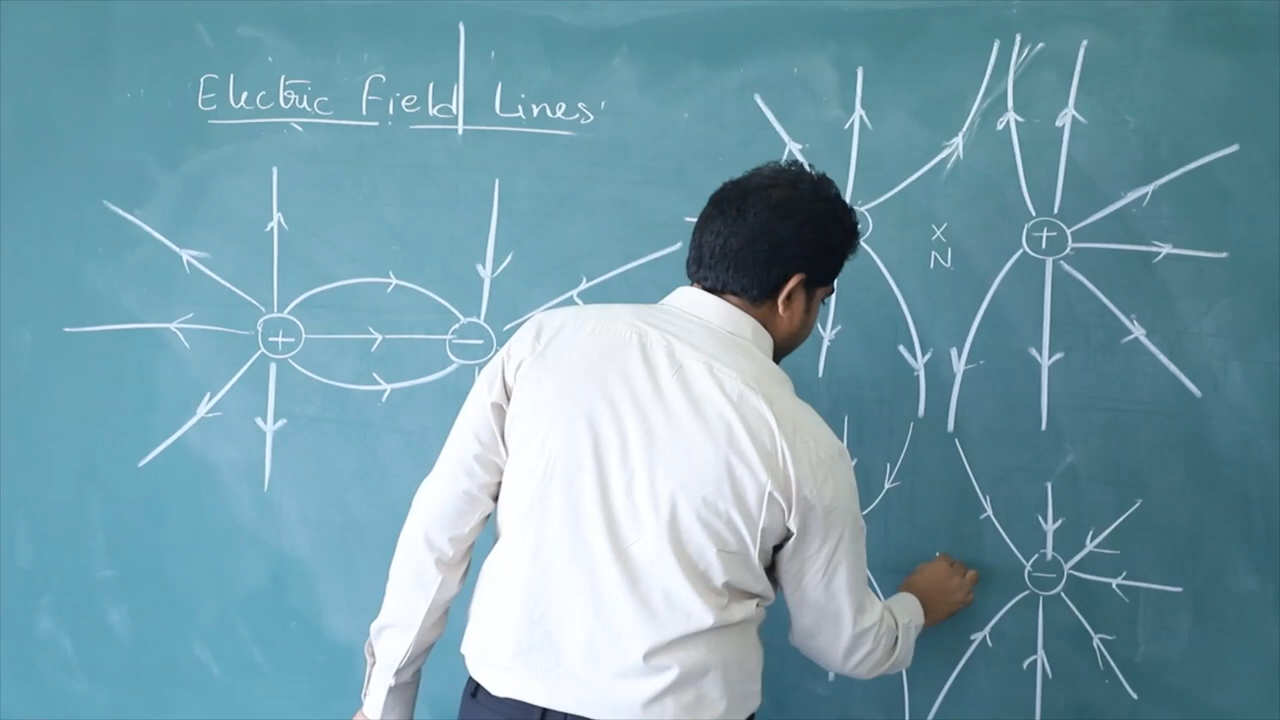 Electric Field Lines
+
−
+
x
N
−